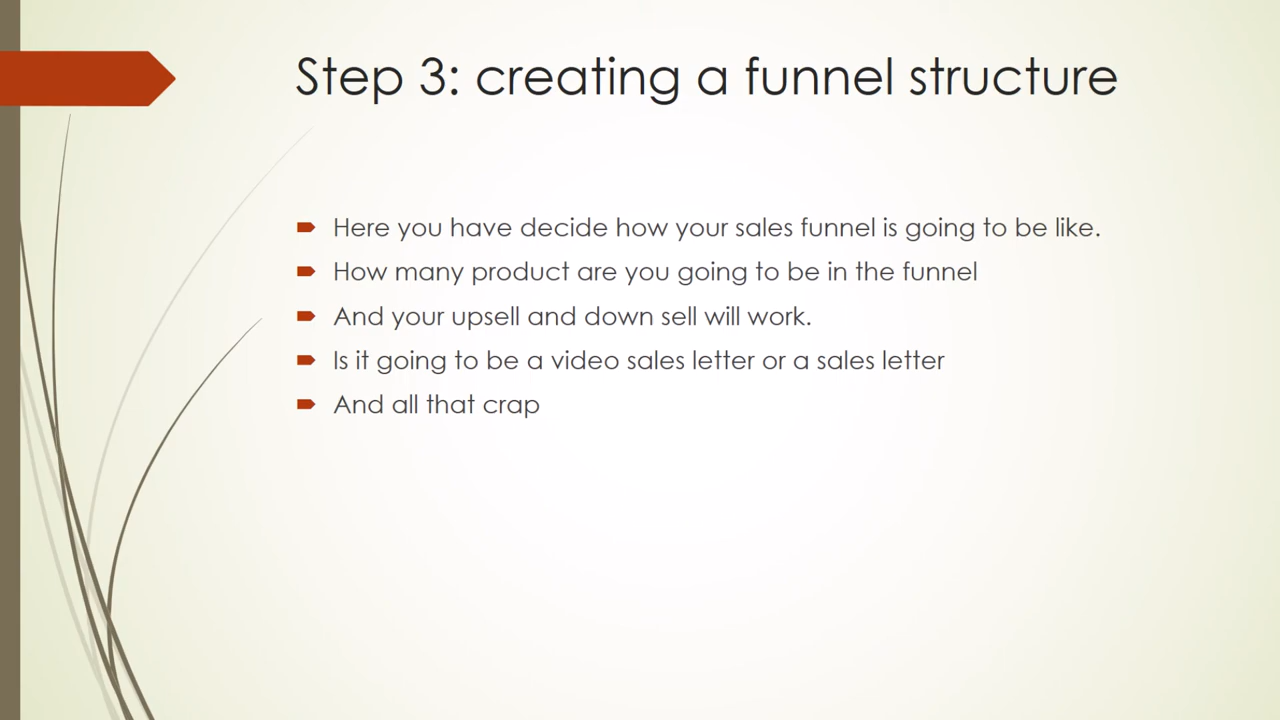 Step 3: creating a funnel structure
Here you have decide how your sales funnel is going to be like.
How many product are you going to be in the funnel
And your upsell and down sell will work.
Is it going to be a video sales letter or a sales letter
And all that crap